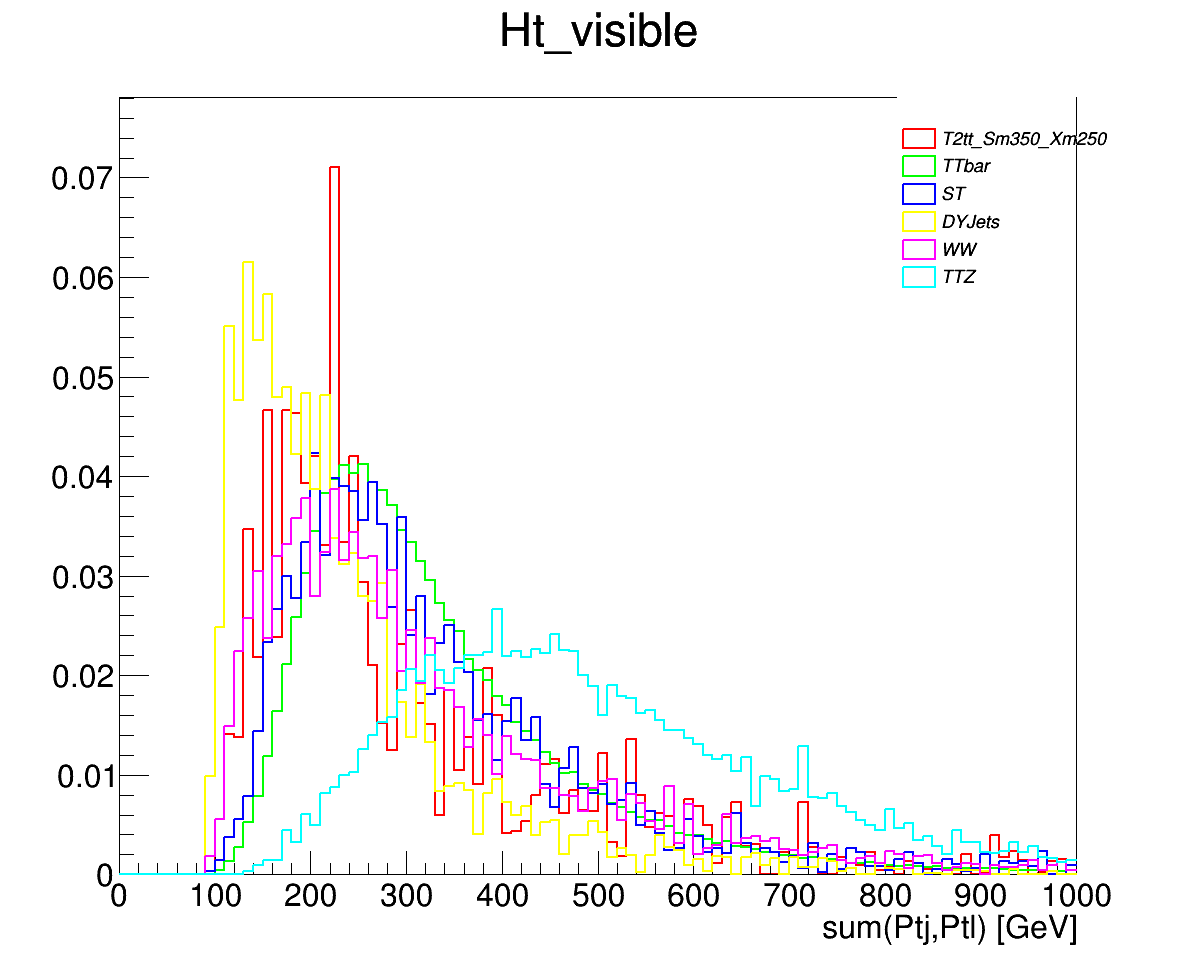 Ht_visible
T2tt_Sm350_Xm250
TTbar
ST
DYJets
WW
TTZ
0.07
0.06
0.05
0.04
0.03
0.02
0.01
0
0 100 200 300 400 500 600 700 800 900 1000
sum(Ptj,Ptl) [GeV]